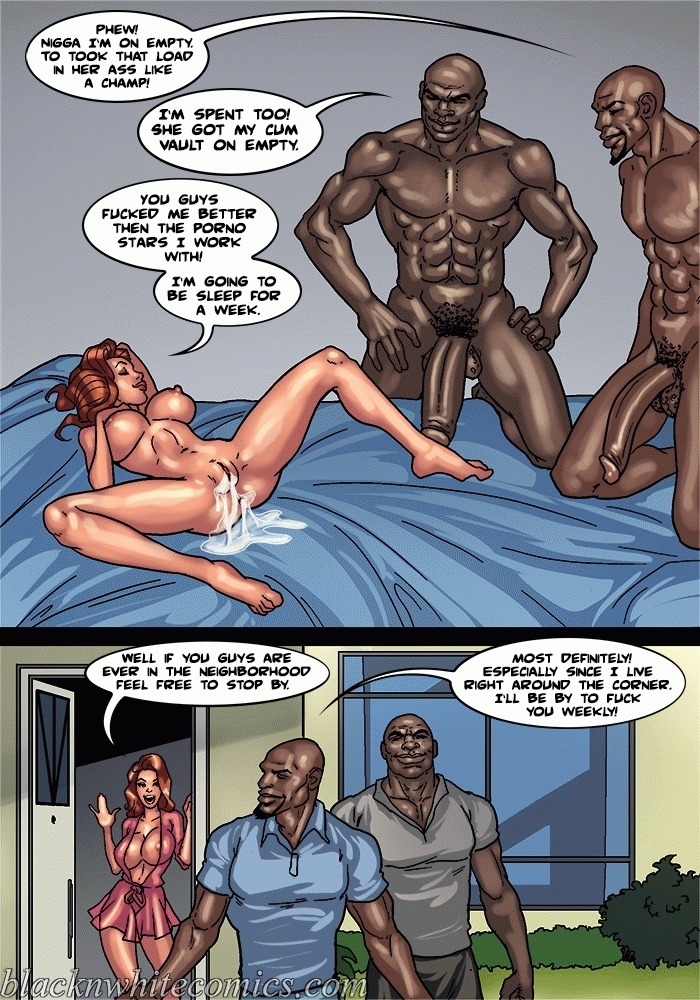 PHEW!
NIGGA I'M ON EMPTY.
TO TOOK THAT LOAD
IN HER ASS LIKE
A CHAMP!
I'M SPENT TOO!
SHE GOT MY CUM
VAULT ON EMPTY.
YOU GUYS
FUCKED ME BETTER
THEN THE PORNO
STARS I WORK
WITH!
I'M GOING TO
BE SLEEP FOR
A WEEK.
WELL IF YOU GUYS ARE
EVER IN THE NEIGHBORHOOD
FEEL FREE TO STOP BY.
MOST DEFINITELY!
ESPECIALLY SINCE I LIVE
RIGHT AROUND THE CORNER.
I'LL BE BY TO FUCK
YOU WEEKLY!
blacknwhitecomics.com